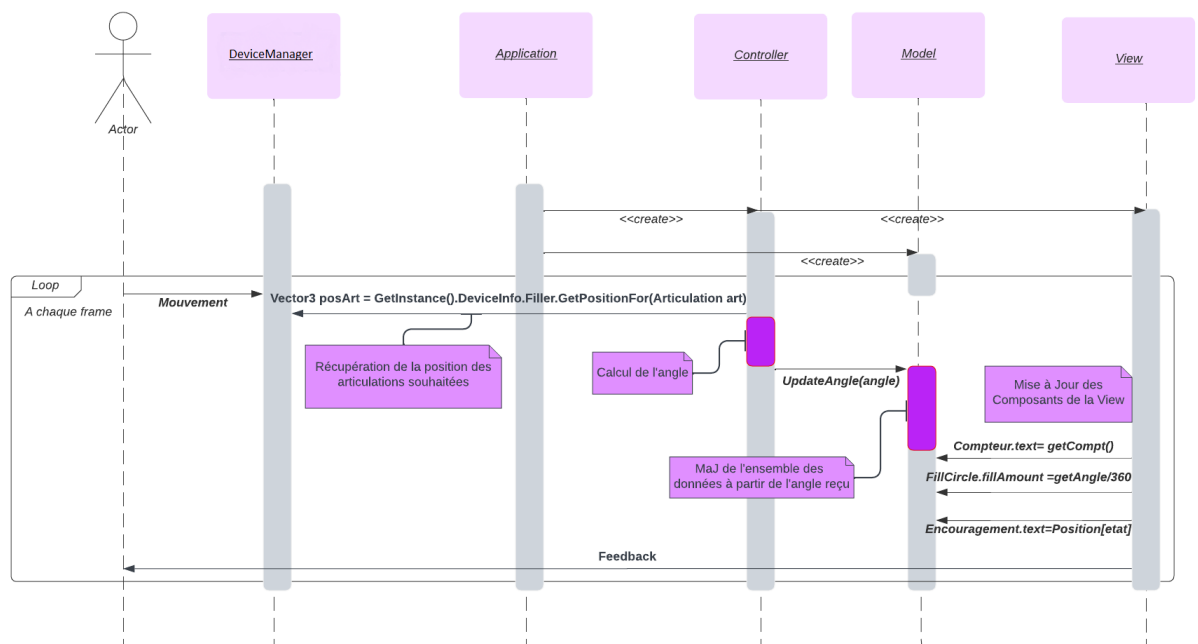 DeviceManager
Application
Controller
Model
View
Actor
<<create>>
<<create>>
<<create>>
Loop
A chaque frame
Mouvement
Vector3 posArt = GetInstance().DeviceInfo.Filler.GetPositionFor(Articulation art)
Récupération de la position des
articulations souhaitées
Calcul de l'angle
UpdateAngle(angle)
Mise à Jour des
Composants de la View
Compteur.text= getCompt()
MaJ de l'ensemble des
données à partir de l'angle reçu
FillCircle.fillAmount =getAngle/360
Encouragement.text=Position[etat]
Feedback